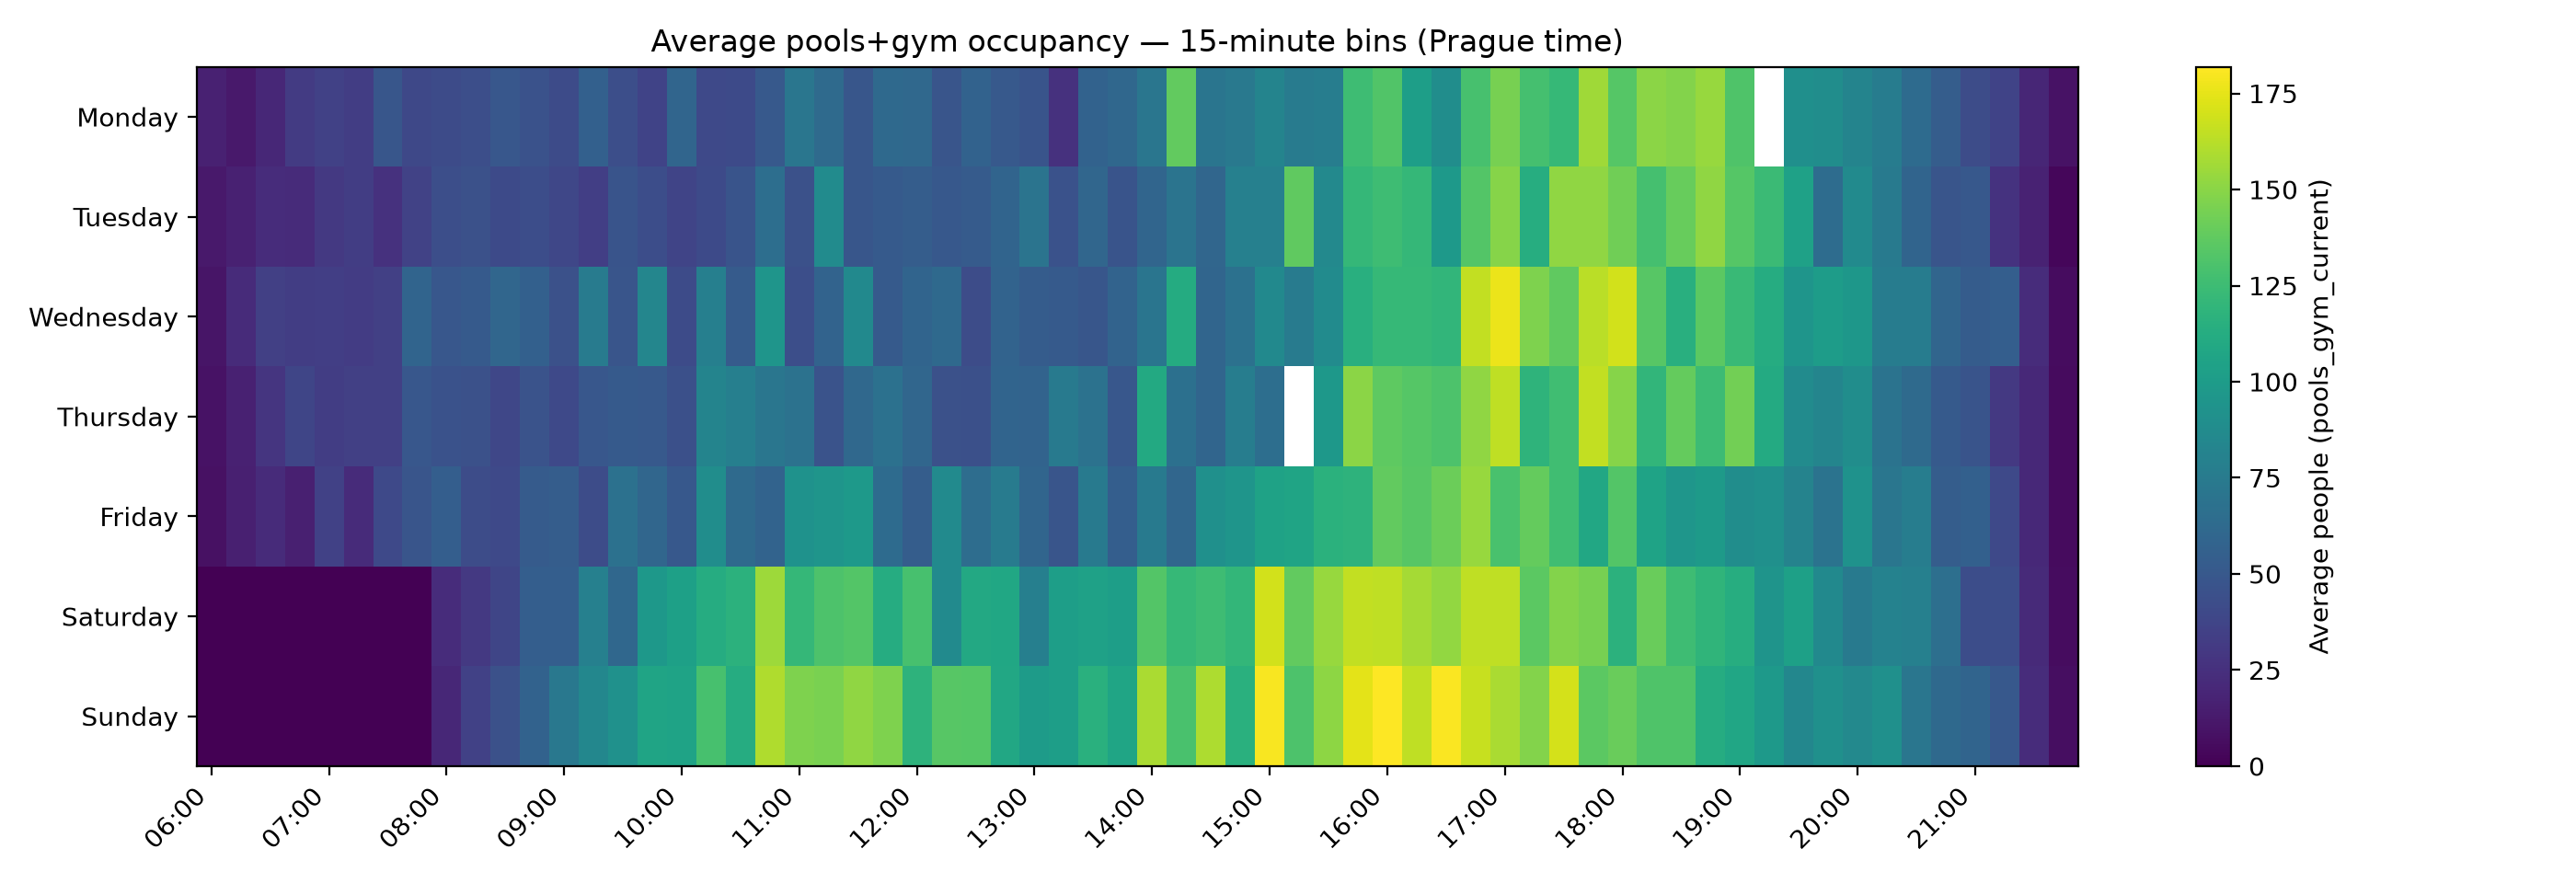 Average pools+gym occupancy — 15-minute bins (Prague time)
Monday
Tuesday
Wednesday
Thursday
Friday
Saturday
Sunday
06:00
07:00
08:00
09:00
10:00
11:00
12:00
13:00
14:00
15:00
16:00
17:00
18:00
19:00
20:00
21:00
175
150
125
100
75
50
25
0
Average people (pools_gym_current)